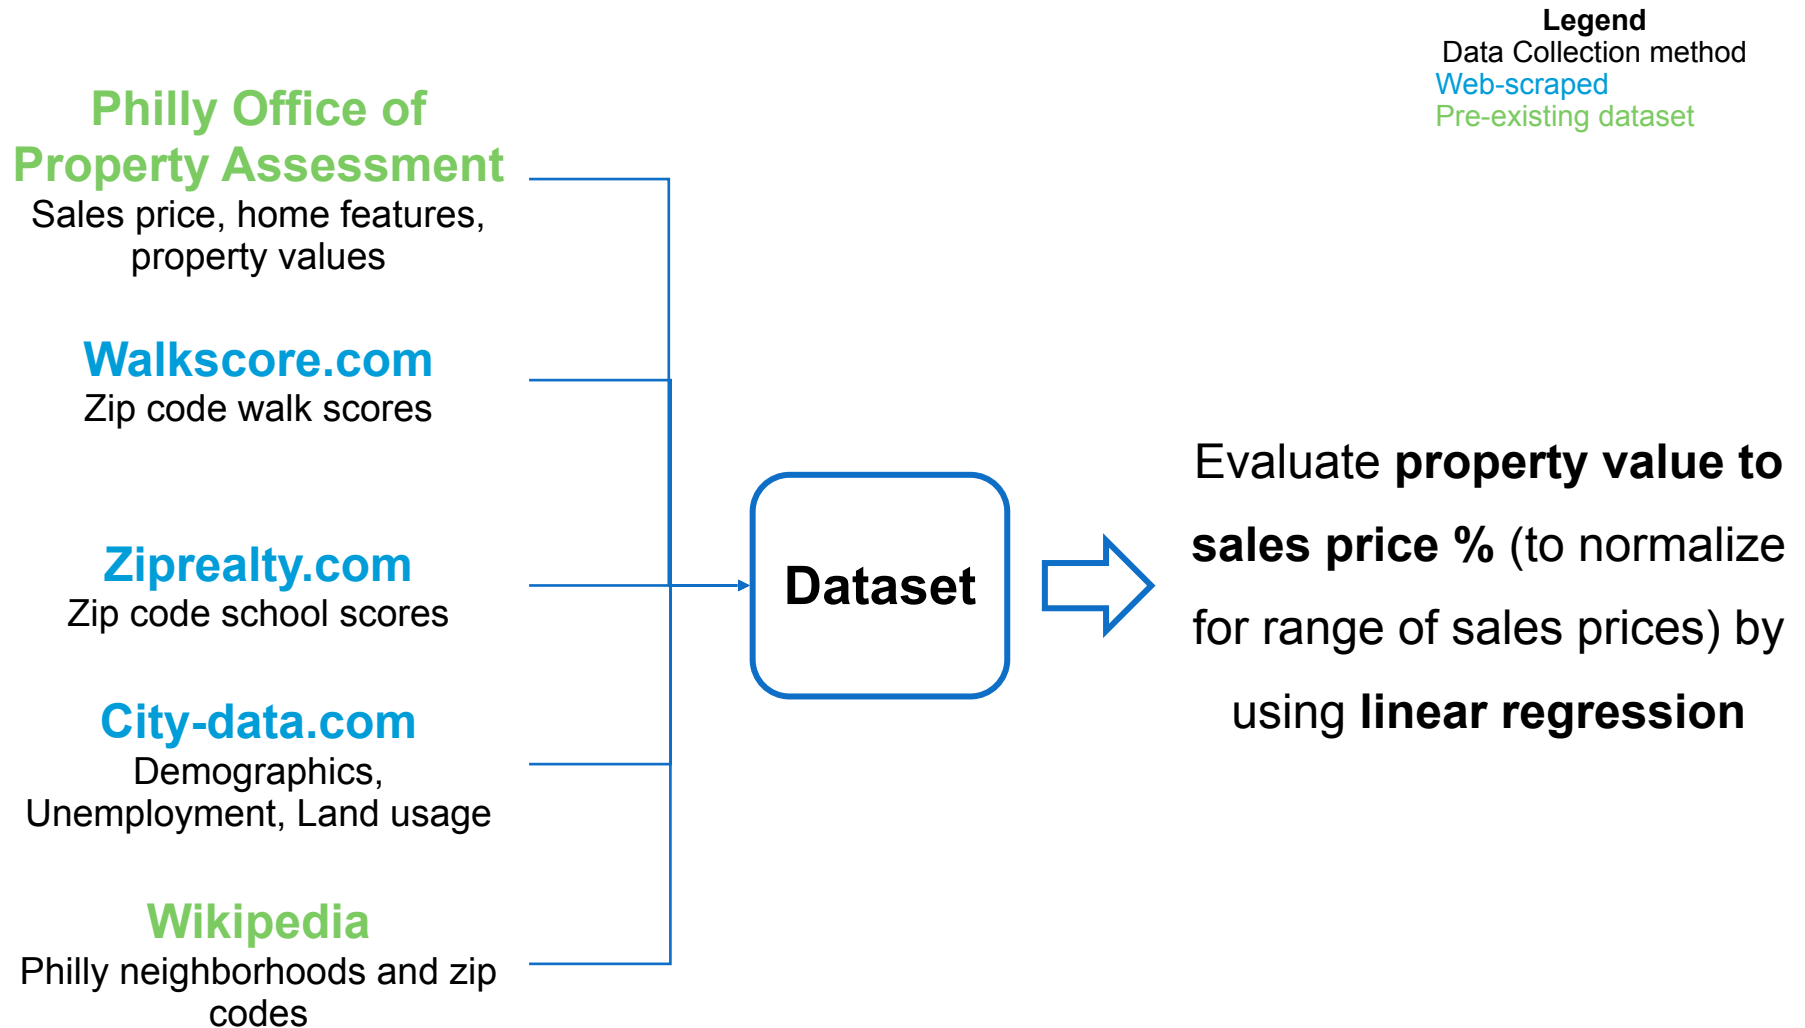 Legend
Data Collection method
Web-scraped
Pre-existing dataset
Philly Office of
Property Assessment
Sales price, home features,
property values
Walkscore.com
Zip code walk scores
Ziprealty.com
Zip code school scores
City-data.com
Demographics,
Unemployment, Land usage
Wikipedia
Philly neighborhoods and zip
codes
Dataset
Evaluate property value to
sales price % (to normalize
for range of sales prices) by
using linear regression